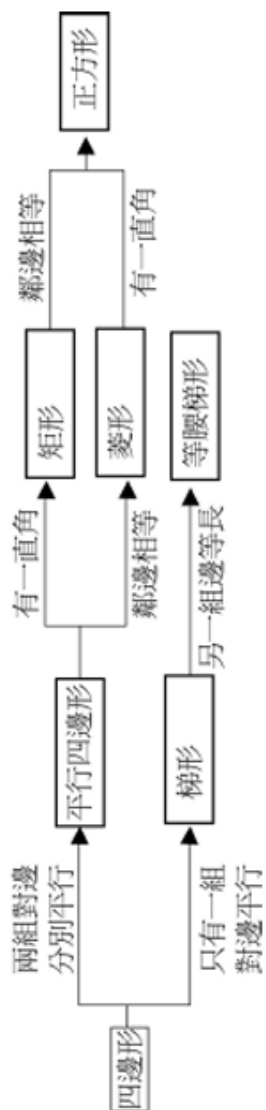 四邊形
兩組對邊
分別平行
平行四邊形
有一直角
矩形
鄰邊相等
正方形
鄰邊相等
菱形
有一直角
只有一組
對邊平行
梯形
另一組邊等長
等腰梯形